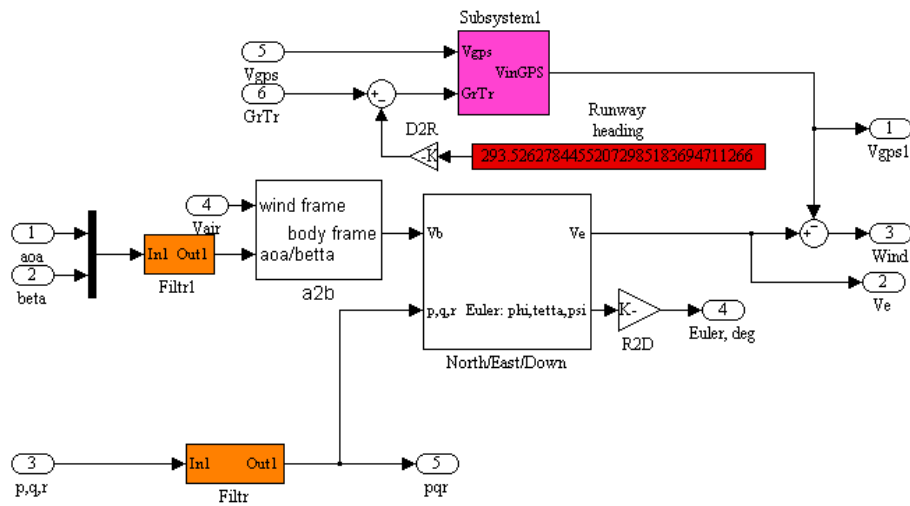 Subsystem1
5
Vgps
Vgps
VinGPS
6
GrTr
GrTr
+
−
D2R
-K
Runway
heading
293.52627844552072985183694711266
1
Vgps1
4
Vair
wind frame
body frame
aoa/betta
a2b
1
aoa
2
beta
In1 Out1
Filtr1
Vb
Ve
p,q,r
Euler: phi,tetta,psi
North/East/Down
+
−
3
Wind
2
Ve
K-
R2D
4
Euler, deg
3
p,q,r
In1 Out1
Filtr
5
pqr